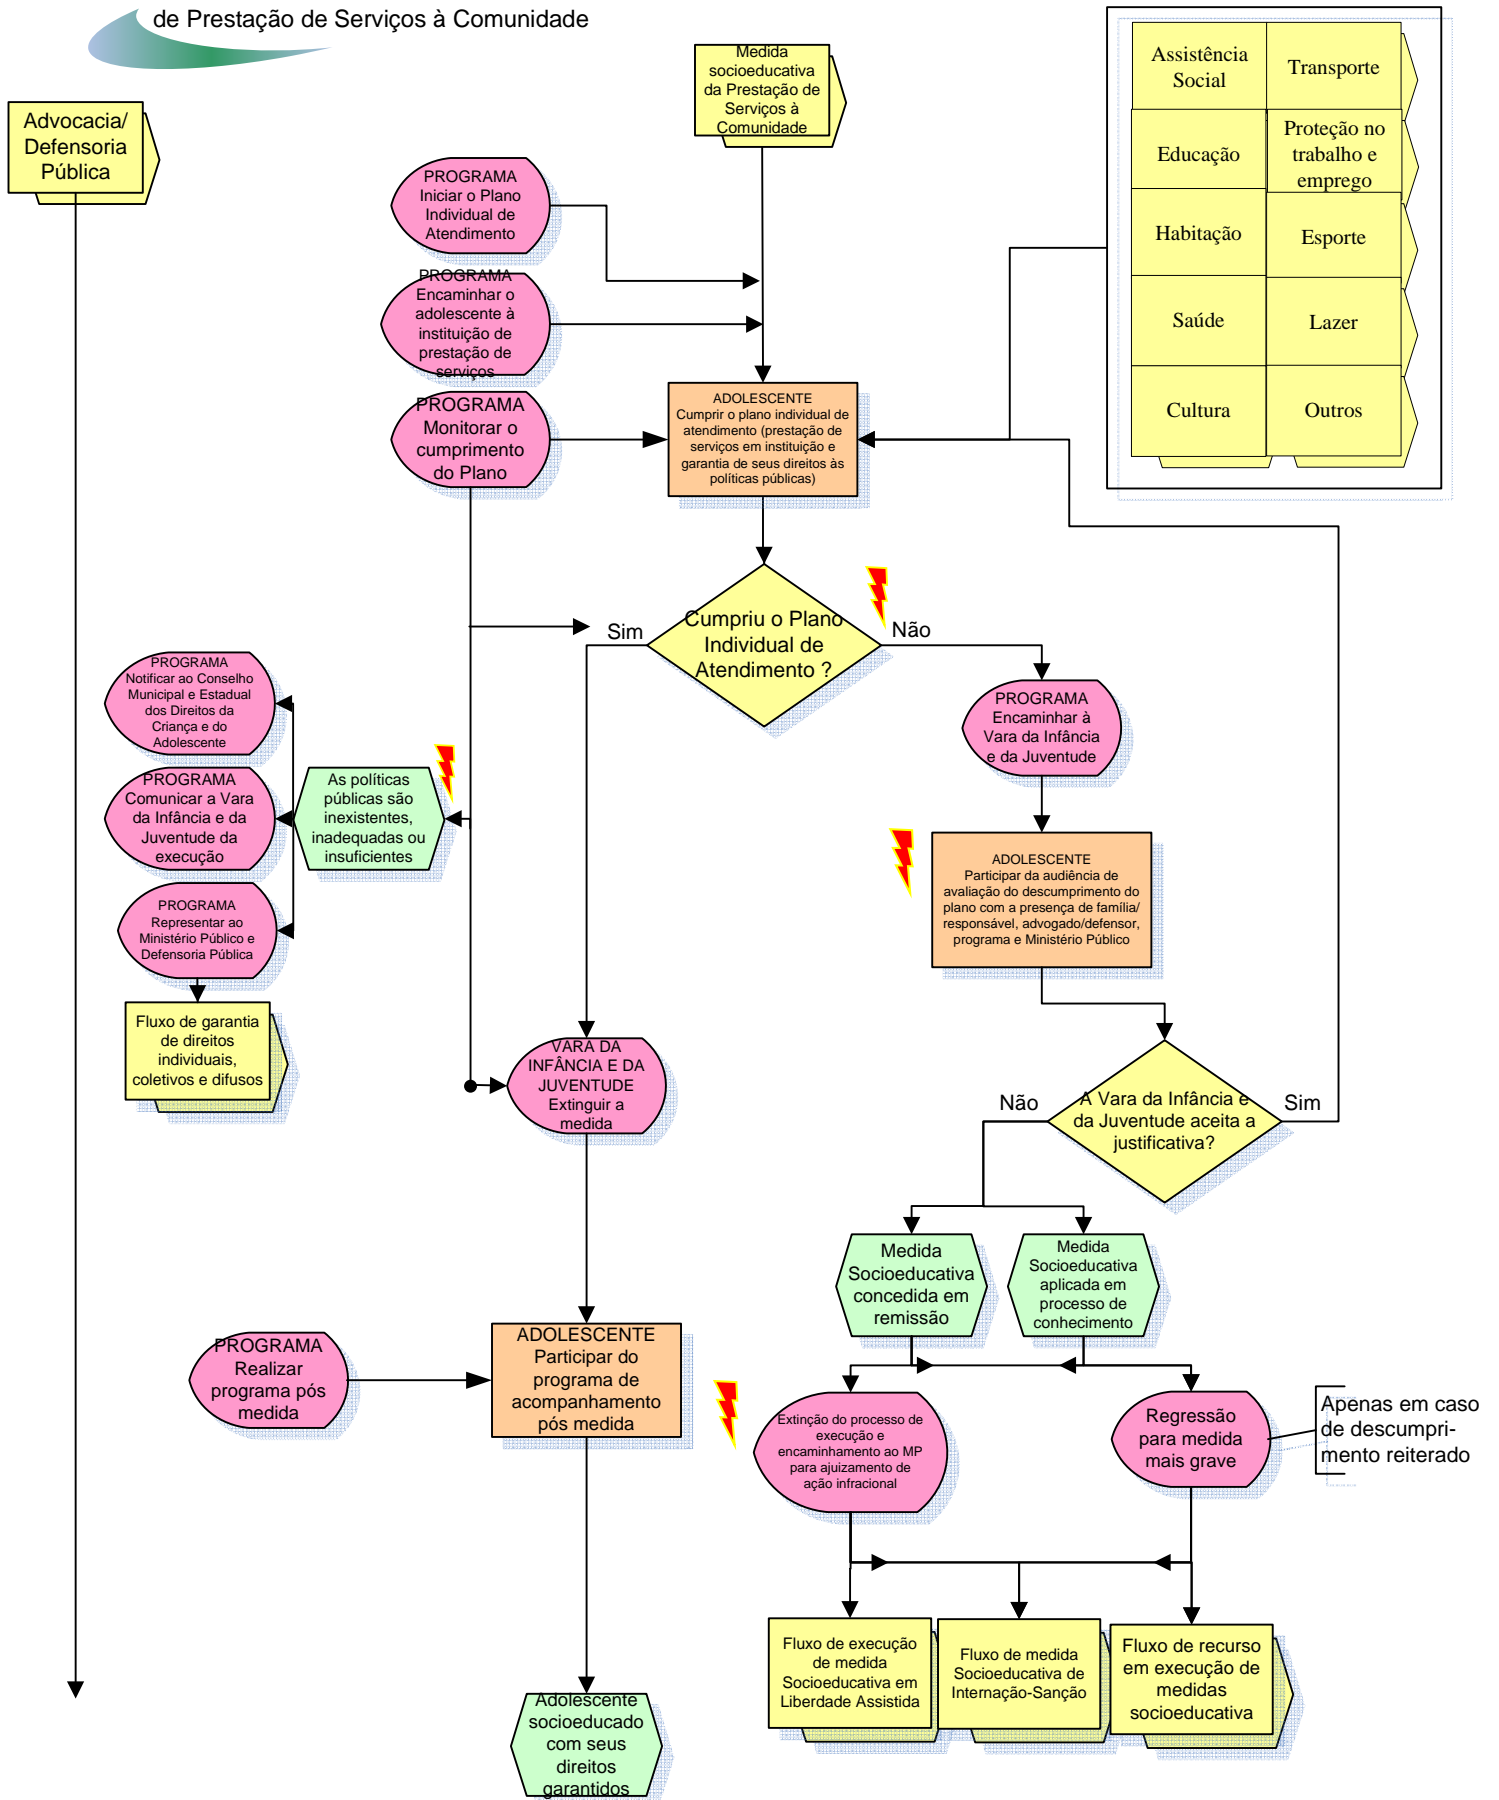 de Prestação de Serviços à Comunidade
Medida
socioeducativa
da Prestação de
Serviços à
Comunidade
Assistência
Social
Transporte
Educação
Proteção no
trabalho e
emprego
Habitação
Esporte
Saúde
Lazer
Cultura
Outros
Advocacia/
Defensoria
Pública
PROGRAMA
Iniciar o Plano
Individual de
Atendimento
PROGRAMA
Encaminhar o
adolescente à
instituição de
prestação de
serviços
PROGRAMA
Monitorar o
cumprimento
do Plano
ADOLESCENTE
Cumprir o plano individual de
atendimento (prestação de
serviços em instituição e
garantia de seus direitos às
políticas públicas)
Cumpriu o Plano
Individual de
Atendimento ?
Sim
Não
PROGRAMA
Notificar ao Conselho
Municipal e Estadual
dos Direitos da
Criança e do
Adolescente
PROGRAMA
Comunicar a Vara
da Infância e da
Juventude da
execução
PROGRAMA
Representar ao
Ministério Público e
Defensoria Pública
As políticas
públicas são
inexistentes,
inadequadas ou
insuficientes
Fluxo de garantia
de direitos
individuais,
coletivos e difusos
PROGRAMA
Encaminhar à
Vara da Infância
e da Juventude
ADOLESCENTE
Participar da audiência de
avaliação do descumprimento do
plano com a presença de família/
responsável, advogado/defensor,
programa e Ministério Público
VARA DA
INFÂNCIA E DA
JUVENTUDE
Extinguir a
medida
A Vara da Infância e
da Juventude aceita a
justificativa?
Não
Sim
Medida
Socioeducativa
concedida em
remissão
Medida
Socioeducativa
aplicada em
processo de
conhecimento
PROGRAMA
Realizar
programa pós
medida
ADOLESCENTE
Participar do
programa de
acompanhamento
pós medida
Extinção do processo de
execução e
encaminhamento ao MP
para ajuizamento de
ação infracional
Regressão
para medida
mais grave
Apenas em caso
de descumpri-
mento reiterado
Fluxo de execução
de medida
Socioeducativa em
Liberdade Assistida
Fluxo de medida
Socioeducativa de
Internação-Sanção
Fluxo de recurso
em execução de
medidas
socioeducativa
Adolescente
socioeducado
com seus
direitos
garantidos